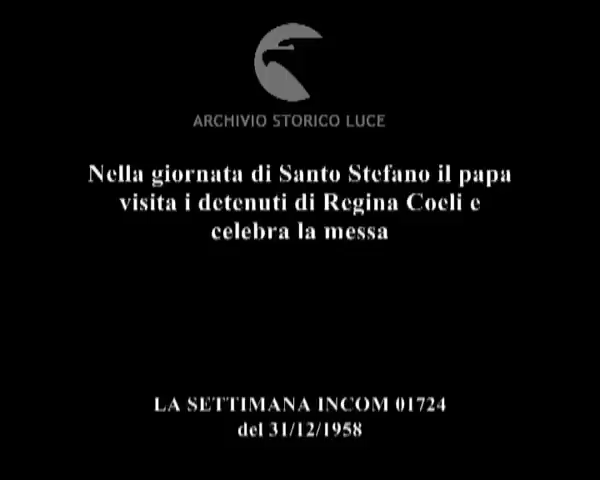 ARCHIVIO STORICO LUCE
Nella giornata di Santo Stefano il papa
visita i detenuti di Regina Coeli e
celebra la messa
LA SETTIMANA INCOM 01724
del 31/12/1958